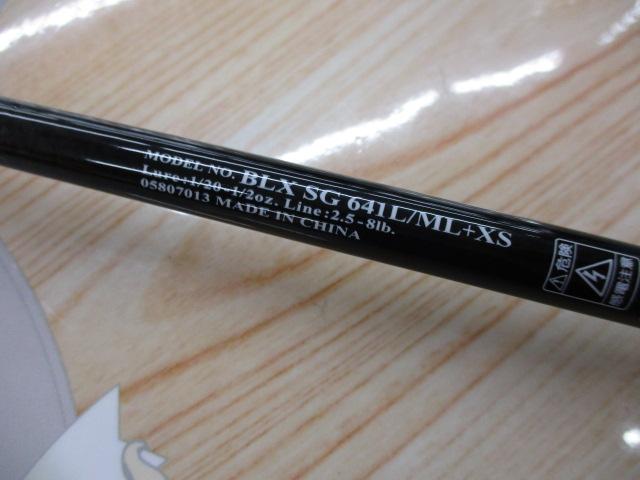 MODEL NO. BLX SG 641L/ML+XS
Lure:1/20-1/2oz. Line:2.5-8lb.
05807013 MADE IN CHINA
危険
感電注意